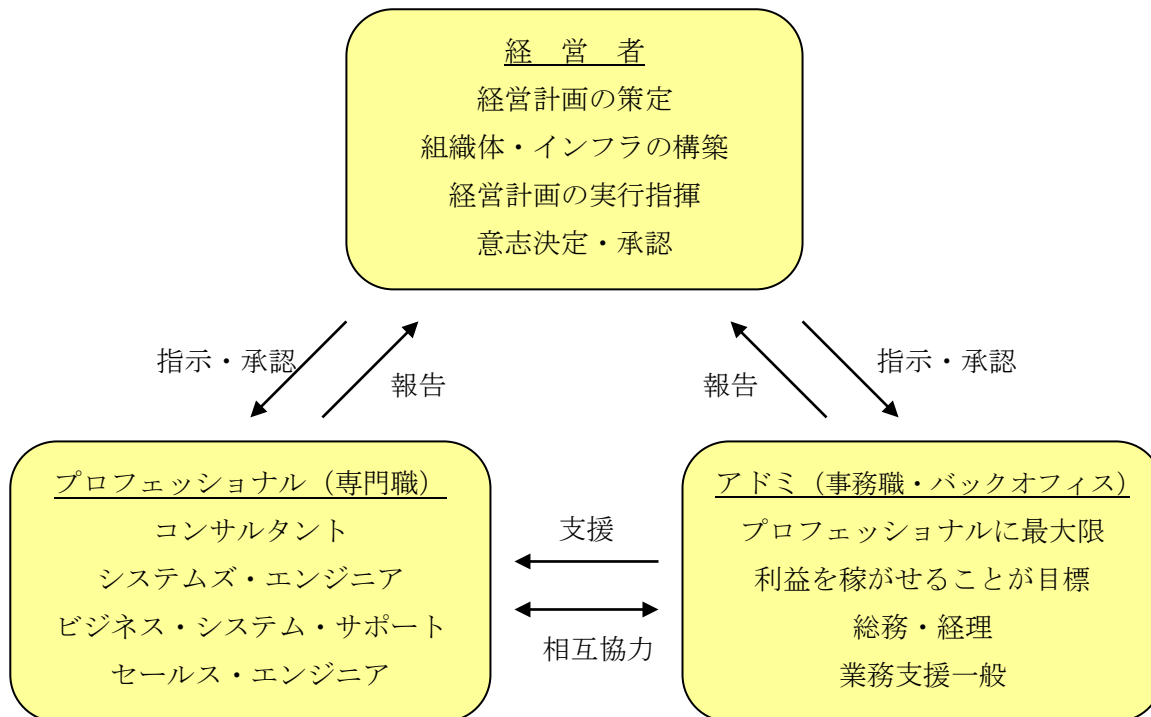 経　営　者
経営計画の策定
組織体・インフラの構築
経営計画の実行指揮
意志決定・承認
指示・承認
報告
報告
指示・承認
プロフェッショナル（専門職）
コンサルタント
システムズ・エンジニア
ビジネス・システム・サポート
セールス・エンジニア
支援
相互協力
アドミ（事務職・バックオフィス）
プロフェッショナルに最大限
利益を稼がせることが目標
総務・経理
業務支援一般